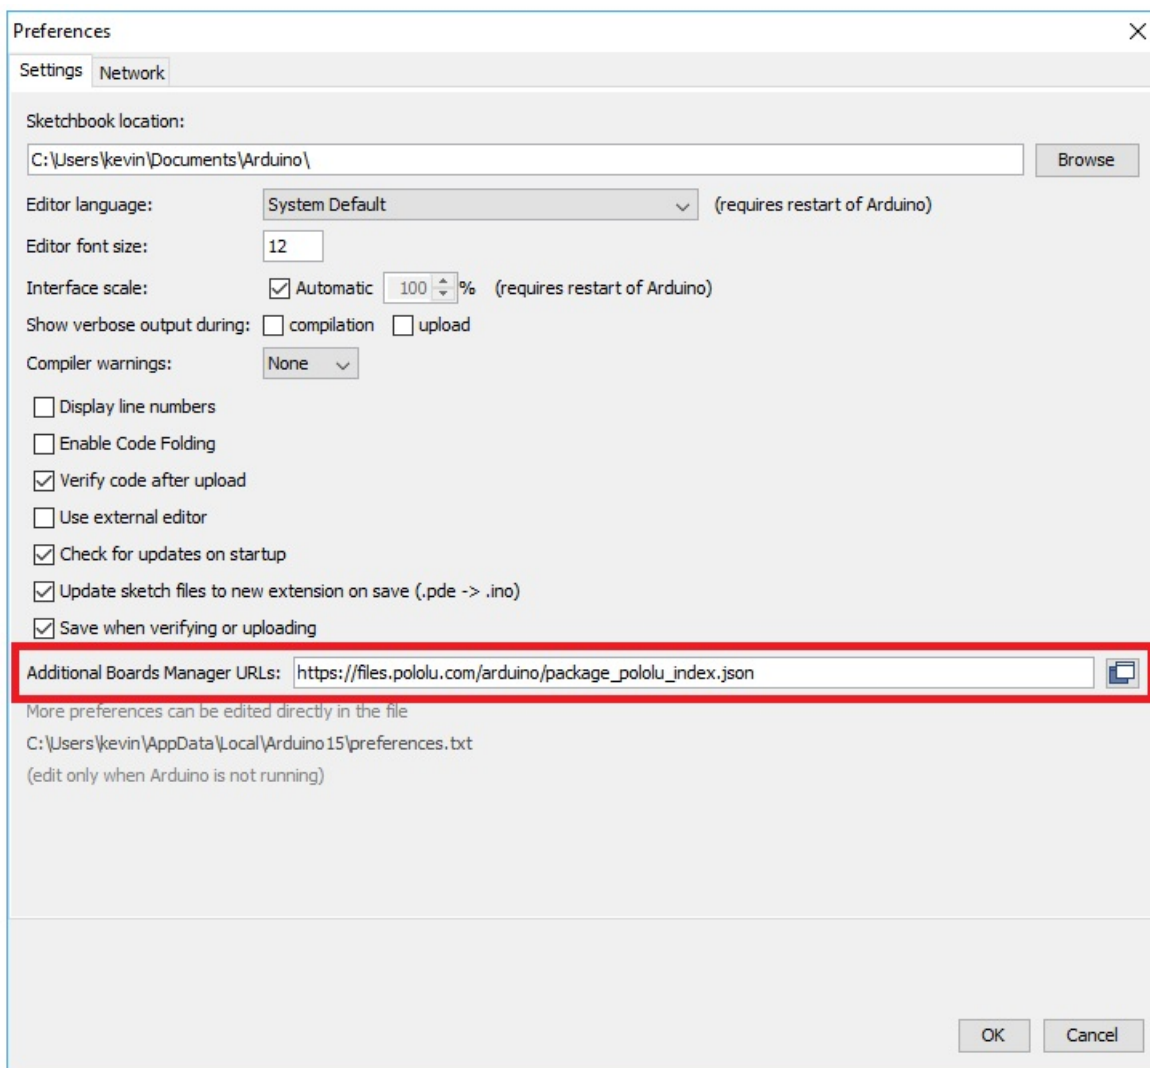 Preferences
Settings Network
Sketchbook location:
C:\Users\kevin\Documents\Arduino\ Browse
Editor language: System Default (requires restart of Arduino)
Editor font size: 12
Interface scale: Automatic 100 % (requires restart of Arduino)
Show verbose output during: compilation upload
Compiler warnings: None
Display line numbers
Enable Code Folding
Verify code after upload
Use external editor
Check for updates on startup
Update sketch files to new extension on save (.pde -> .ino)
Save when verifying or uploading
Additional Boards Manager URLs: https://files.pololu.com/arduino/package_pololu_index.json
More preferences can be edited directly in the file
C:\Users\kevin\AppData\Local\Arduino15\preferences.txt
(edit only when Arduino is not running)
OK Cancel